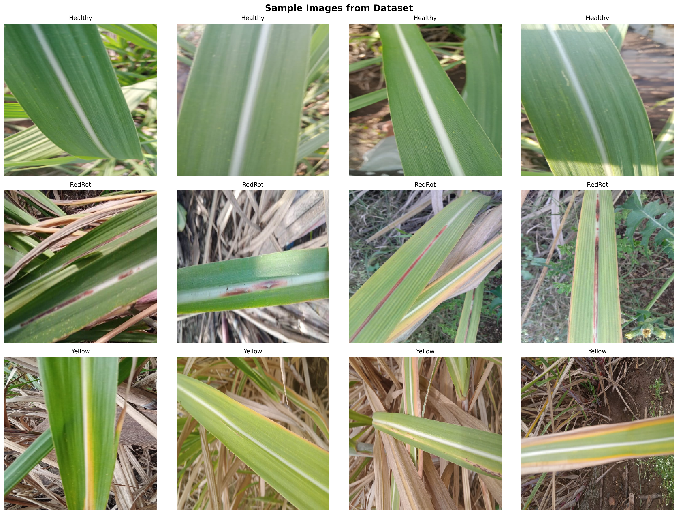 Sample Images from Dataset
Healthy Healthy Healthy Healthy
RedRot RedRot RedRot RedRot
Yellow Yellow Yellow Yellow